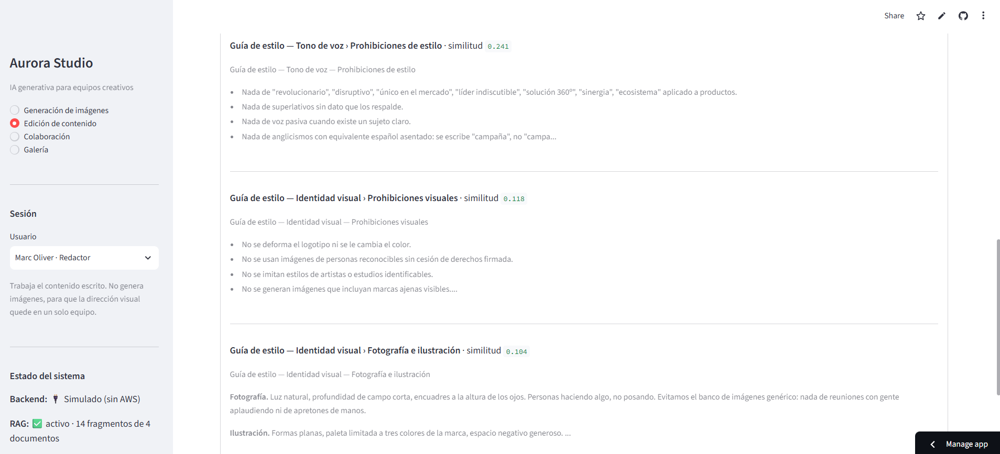 Share
Aurora Studio
IA generativa para equipos creativos
Generación de imágenes
Edición de contenido
Colaboración
Galería
Sesión
Usuario
Marc Oliver · Redactor
Trabaja el contenido escrito. No genera
imágenes, para que la dirección visual
quede en un solo equipo.
Estado del sistema
Backend: Simulado (sin AWS)
RAG: ✅ activo · 14 fragmentos de 4
documentos
Guía de estilo — Tono de voz › Prohibiciones de estilo · similitud 0.241
Guía de estilo — Tono de voz — Prohibiciones de estilo
• Nada de "revolucionario", "disruptivo", "único en el mercado", "líder indiscutible", "solución 360º", "sinergia", "ecosistema" aplicado a productos.
• Nada de superlativos sin dato que los respalde.
• Nada de voz pasiva cuando existe un sujeto claro.
• Nada de anglicismos con equivalente español asentado: se escribe "campaña", no "campa...
Guía de estilo — Identidad visual › Prohibiciones visuales · similitud 0.118
Guía de estilo — Identidad visual — Prohibiciones visuales
• No se deforma el logotipo ni se le cambia el color.
• No se usan imágenes de personas reconocibles sin cesión de derechos firmada.
• No se imitan estilos de artistas o estudios identificables.
• No se generan imágenes que incluyan marcas ajenas visibles....
Guía de estilo — Identidad visual › Fotografía e ilustración · similitud 0.104
Guía de estilo — Identidad visual — Fotografía e ilustración
Fotografía. Luz natural, profundidad de campo corta, encuadres a la altura de los ojos. Personas haciendo algo, no posando. Evitamos el banco de imágenes genérico: nada de reuniones con gente
aplaudiendo ni de apretones de manos.
Ilustración. Formas planas, paleta limitada a tres colores de la marca, espacio negativo generoso. ...
Manage app